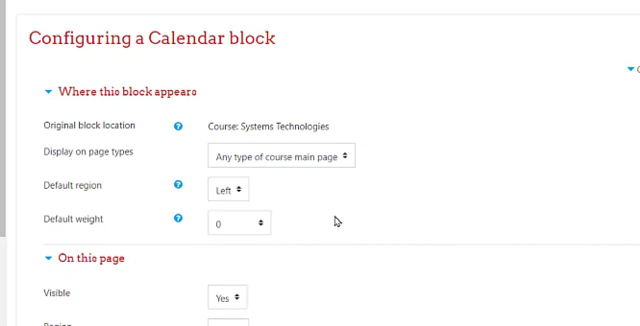 Configuring a Calendar block
Where this block appears
Original block location Course: Systems Technologies
Display on page types Any type of course main page
Default region Left
Default weight 0
On this page
Visible Yes